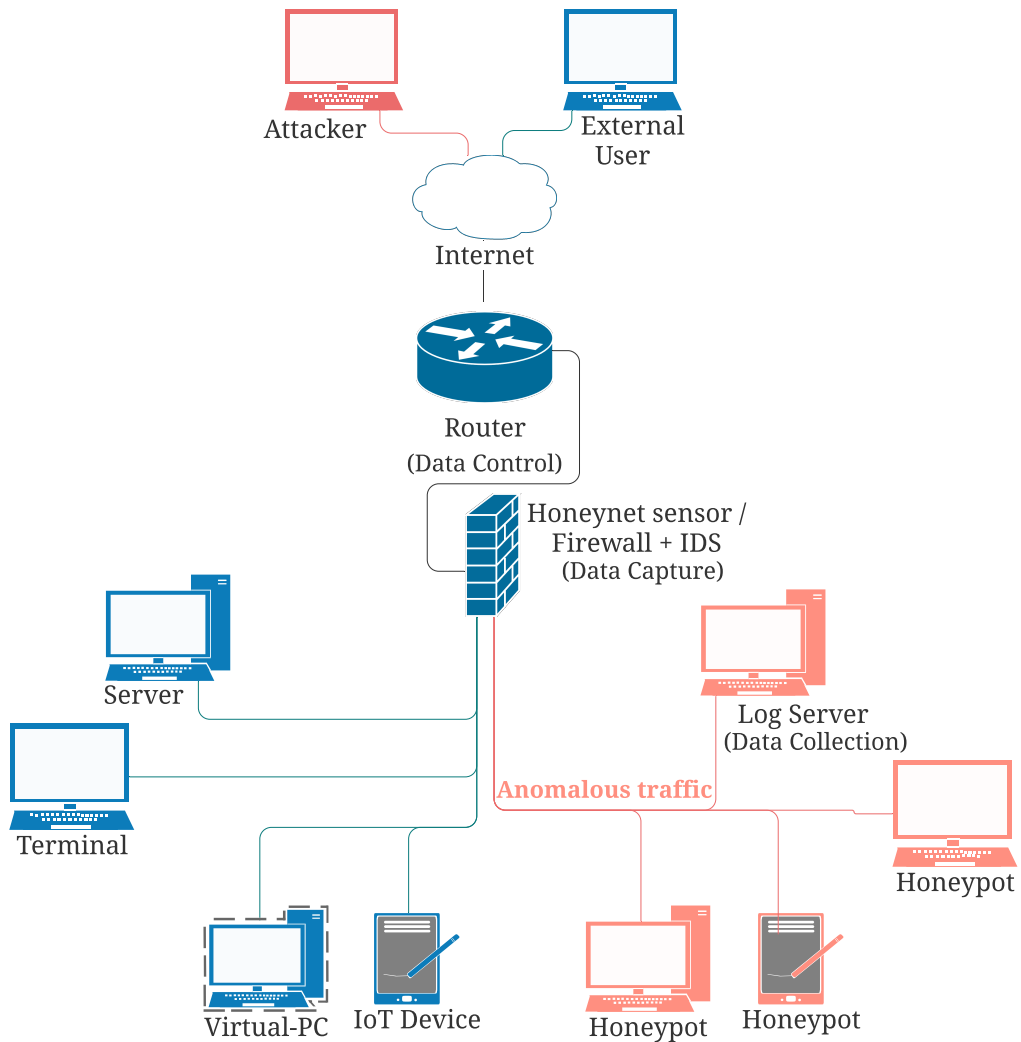 Attacker
External
User
Internet
Router
(Data Control)
Honeynet sensor /
Firewall + IDS
(Data Capture)
Server
Log Server
(Data Collection)
Anomalous traffic
Terminal
Honeypot
Virtual-PC
IoT Device
Honeypot
Honeypot